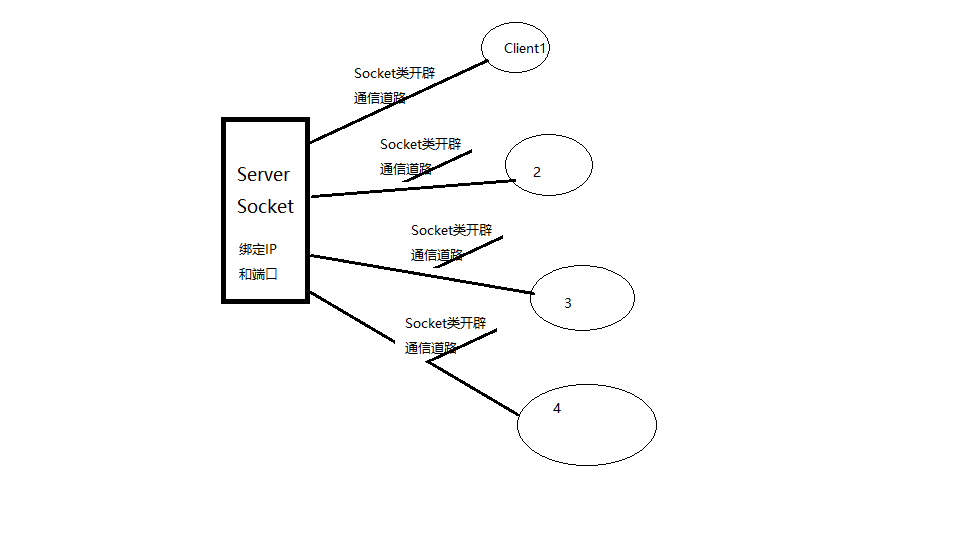 Client1
Socket类开辟
通信道路
Socket类开辟
通信道路
2
Server
Socket
绑定IP
和端口
Socket类开辟
通信道路
3
Socket类开辟
通信道路
4